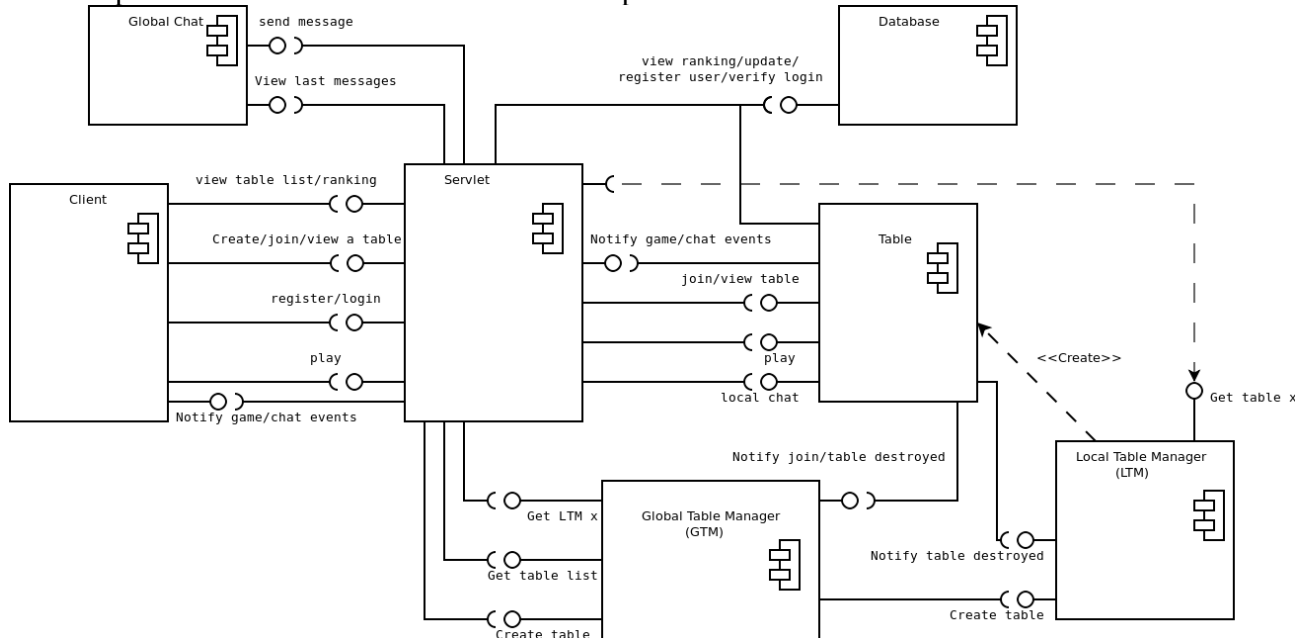 Global Chat
send message
View last messages
Database
view ranking/update/
register user/verify login
Client
view table list/ranking
Create/join/view a table
register/login
play
Notify game/chat events
Servlet
Notify game/chat events
join/view table
play
local chat
Table
<<Create>>
Get table x
Local Table Manager
(LTM)
Notify join/table destroyed
Get LTM x
Get table list
Create table
Global Table Manager
(GTM)
Notify table destroyed
Create table